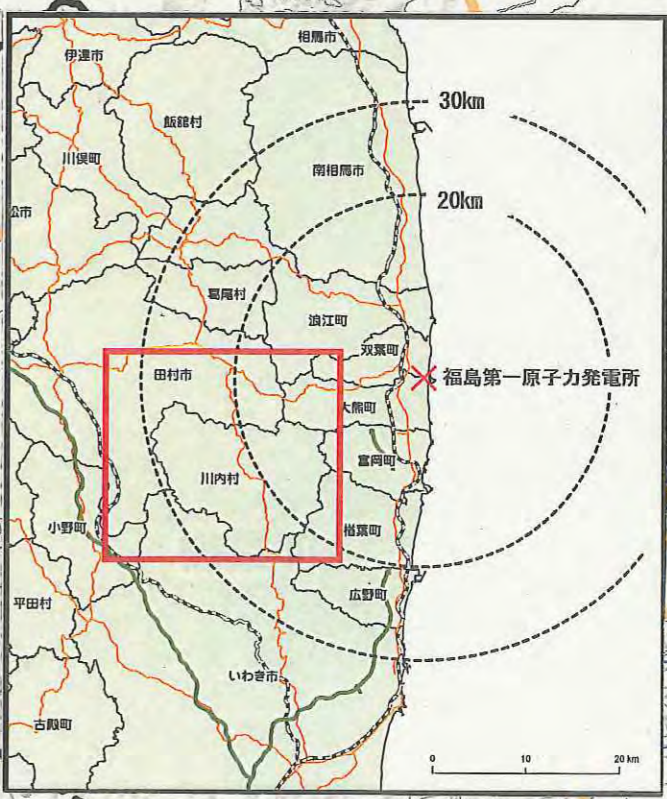 相馬市
伊達市
30km
飯舘村
川俣町
南相馬市
20km
松市
葛尾村
浪江町
双葉町
田村市
福島第一原子力発電所
大熊町
富岡町
川内村
小野町
楢葉町
広野町
平田村
いわき市
古殿町
0 10 20 km